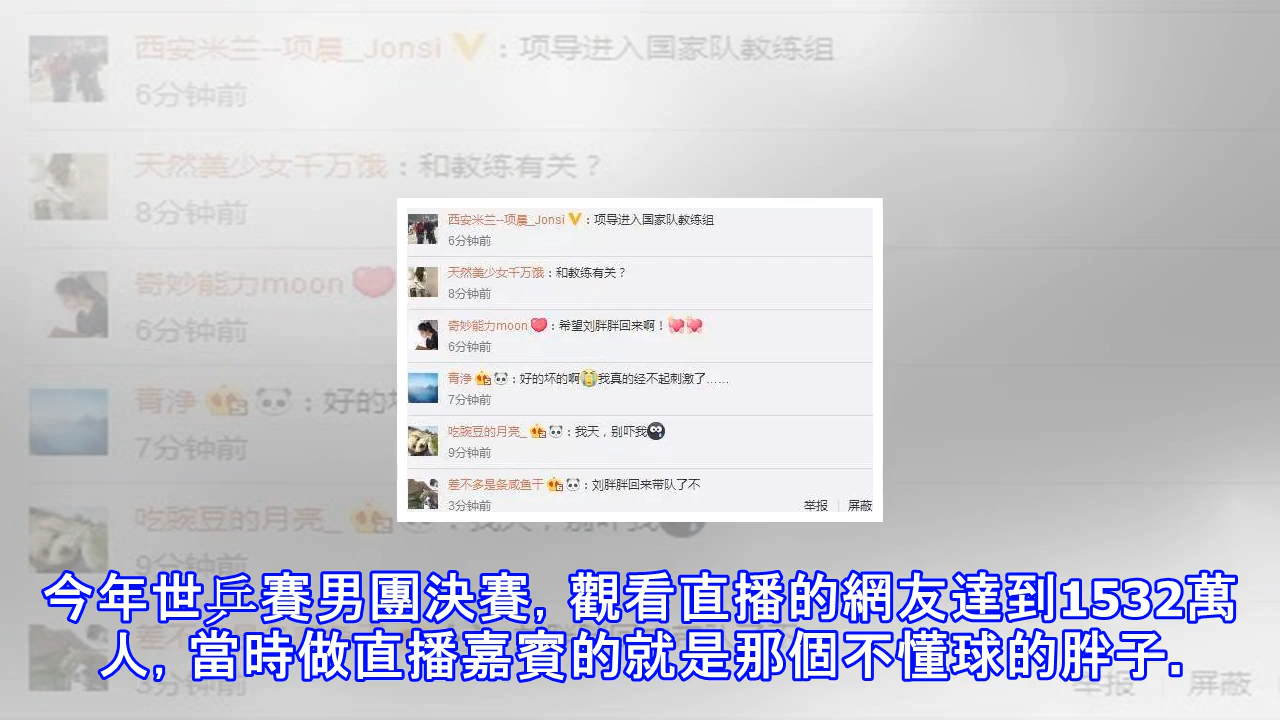 西安米兰--项晨_Jonsi V：项导进入国家队教练组
6分钟前
天然美少女千万饿：和教练有关？
8分钟前
奇妙能力moon：希望刘胖胖回来啊！
6分钟前
青浄：好的坏的啊我真的经不起刺激了……
7分钟前
吃豌豆的月亮_：我天，别吓我
9分钟前
差不多是条咸鱼干：刘胖胖回来带队了不
3分钟前
举报 | 屏蔽
今年世乒賽男團決賽, 觀看直播的網友達到1532萬
人, 當時做直播嘉賓的就是那個不懂球的胖子.